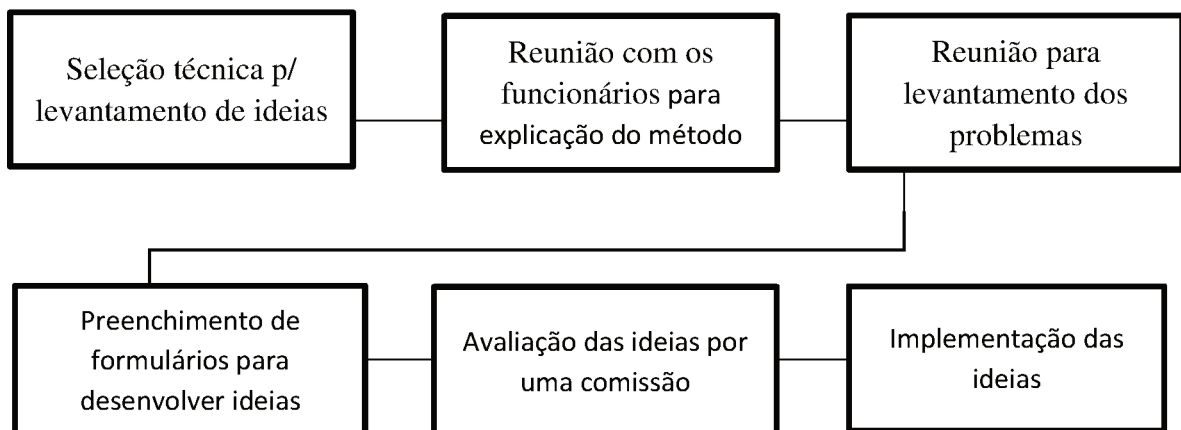 Seleção técnica p/
levantamento de ideias
Reunião com os
funcionários para
explicação do método
Reunião para
levantamento dos
problemas
Preenchimento de
formulários para
desenvolver ideias
Avaliação das ideias por
uma comissão
Implementação das
ideias